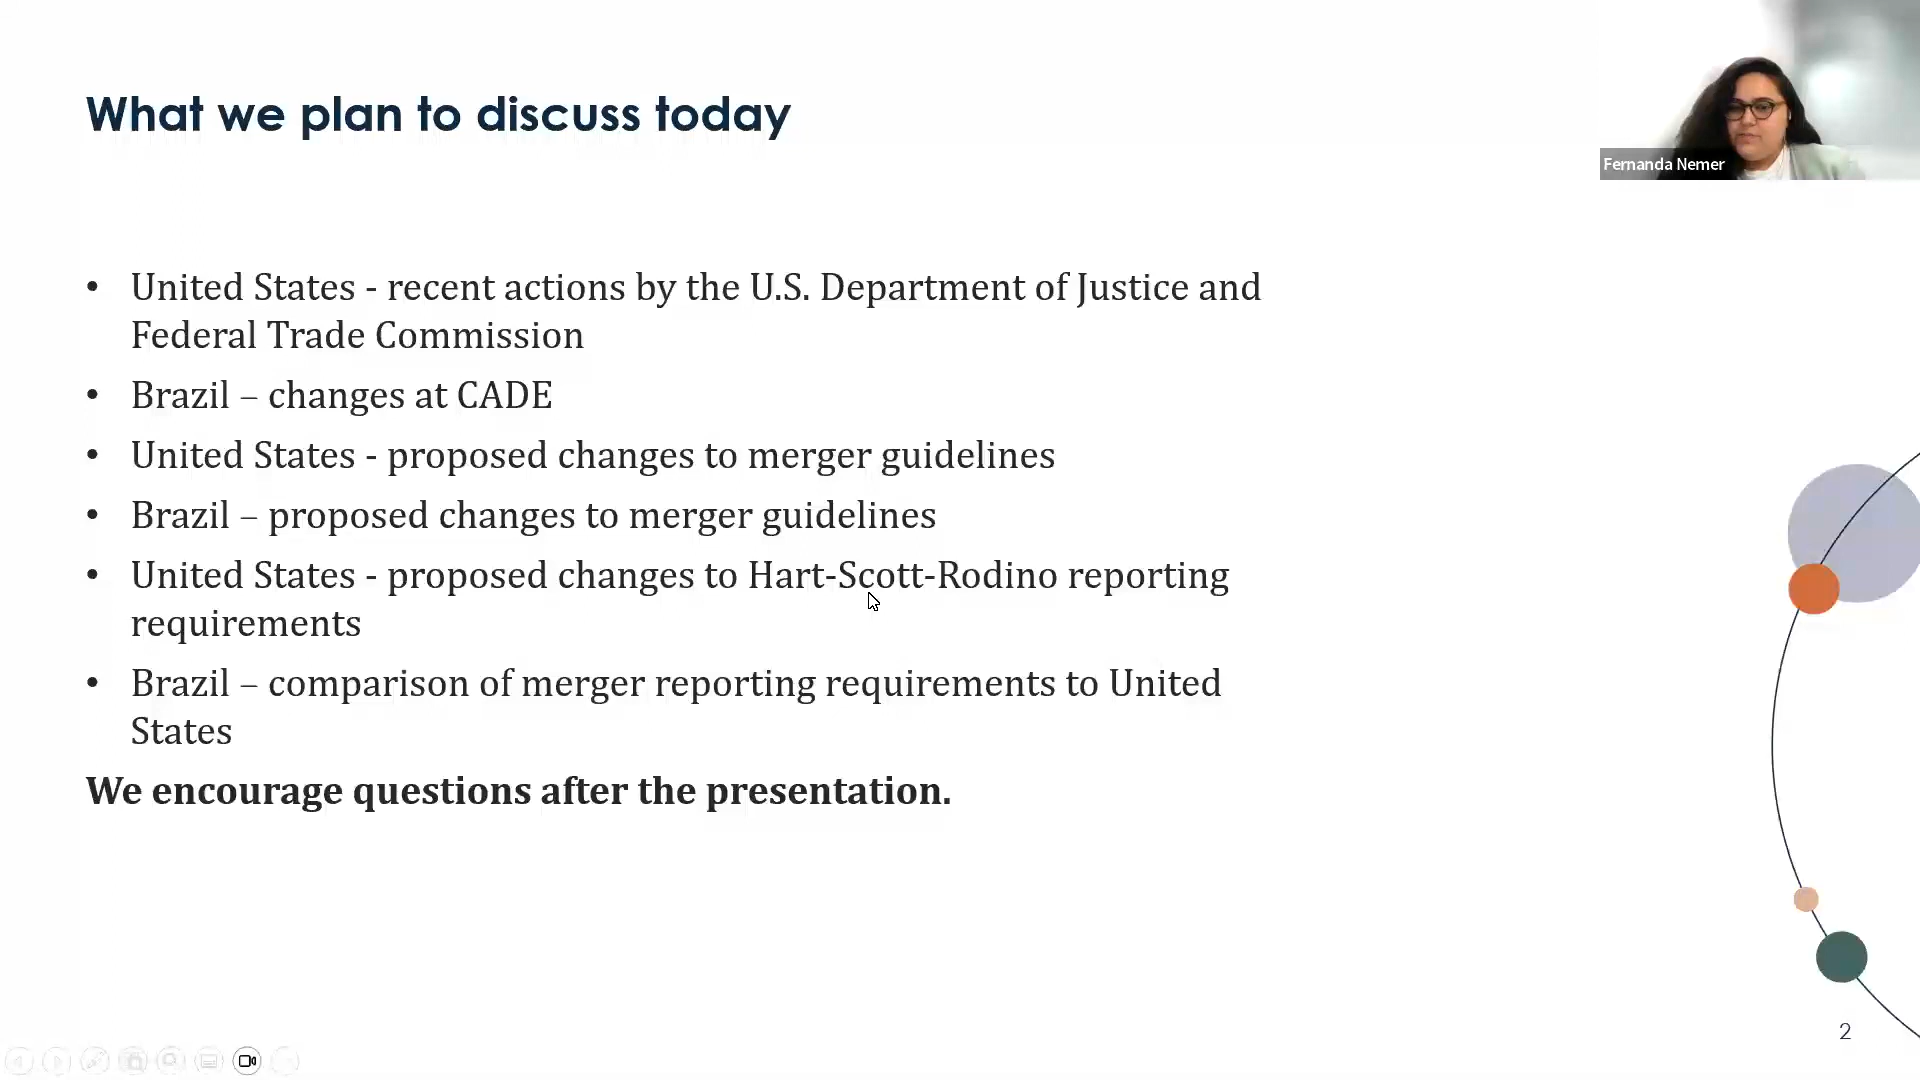 What we plan to discuss today
Fernanda Nemer
• United States - recent actions by the U.S. Department of Justice and
Federal Trade Commission
• Brazil – changes at CADE
• United States - proposed changes to merger guidelines
• Brazil – proposed changes to merger guidelines
• United States - proposed changes to Hart-Scott-Rodino reporting
requirements
• Brazil – comparison of merger reporting requirements to United
States
We encourage questions after the presentation.
2